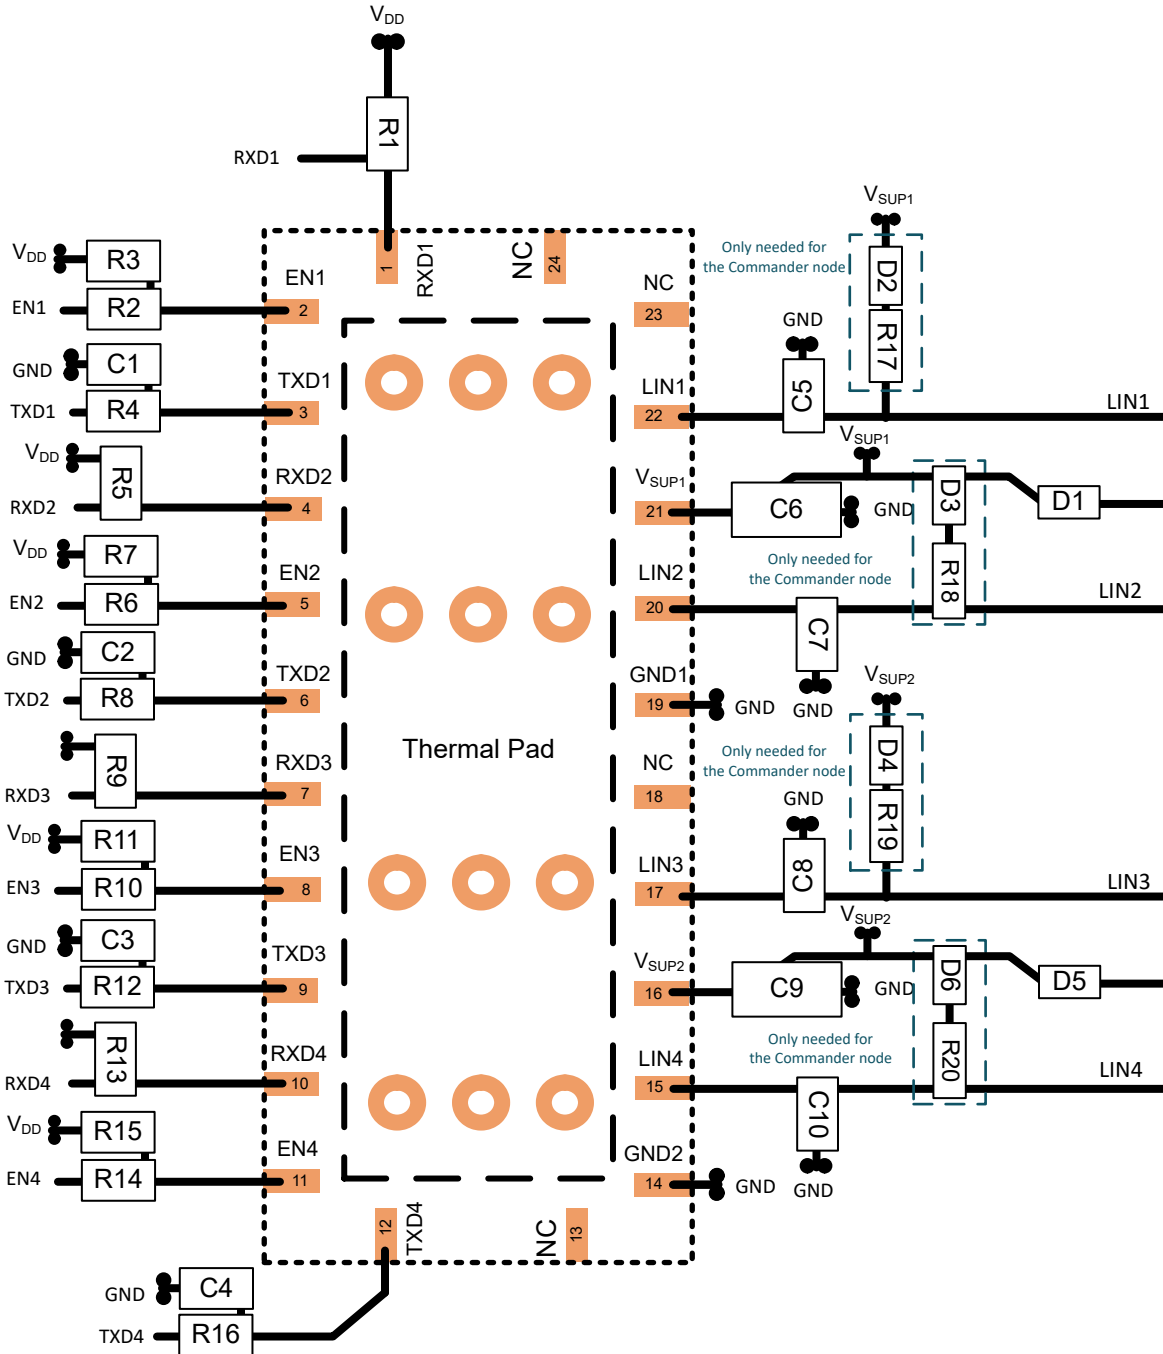 VDD
R1
RXD1
VSUP1
Only needed for
the Commander node
D2
R17
VDD
R3
EN1
R2
EN1
2
1
RXD1
NC
24
NC
23
GND
C5
GND
C1
TXD1
R4
TXD1
3
LIN1
22
LIN1
VDD
R5
RXD2
RXD2
4
VSUP1
21
C6
GND
VSUP1
D3
R18
D1
VDD
R7
EN2
R6
EN2
5
Only needed for
the Commander node
LIN2
20
LIN2
C7
GND
GND
C2
TXD2
R8
TXD2
6
GND1
19
GND
VSUP2
Thermal Pad
R9
RXD3
RXD3
7
NC
18
Only needed for
the Commander node
D4
R19
GND
C8
VDD
R11
EN3
R10
EN3
8
LIN3
17
LIN3
GND
C3
TXD3
R12
TXD3
9
VSUP2
16
C9
GND
VSUP2
D6
R20
D5
R13
RXD4
RXD4
10
Only needed for
the Commander node
LIN4
15
LIN4
C10
GND
VDD
R15
EN4
R14
EN4
11
GND2
14
GND
12
TXD4
NC
13
GND
C4
TXD4
R16